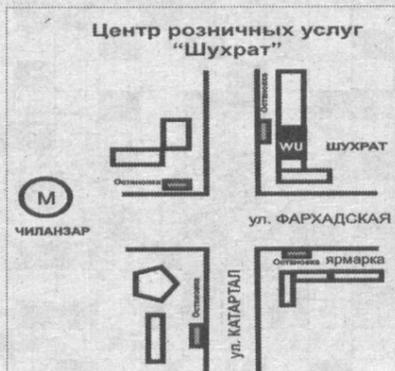 Центр розничных услуг
“Шухрат”
Остановка
WU
ШУХРАТ
Остановка
М
ЧИЛАНЗАР
ул. ФАРХАДСКАЯ
Остановка
ярмарка
Остановка
ул. КАТАРТАЛ